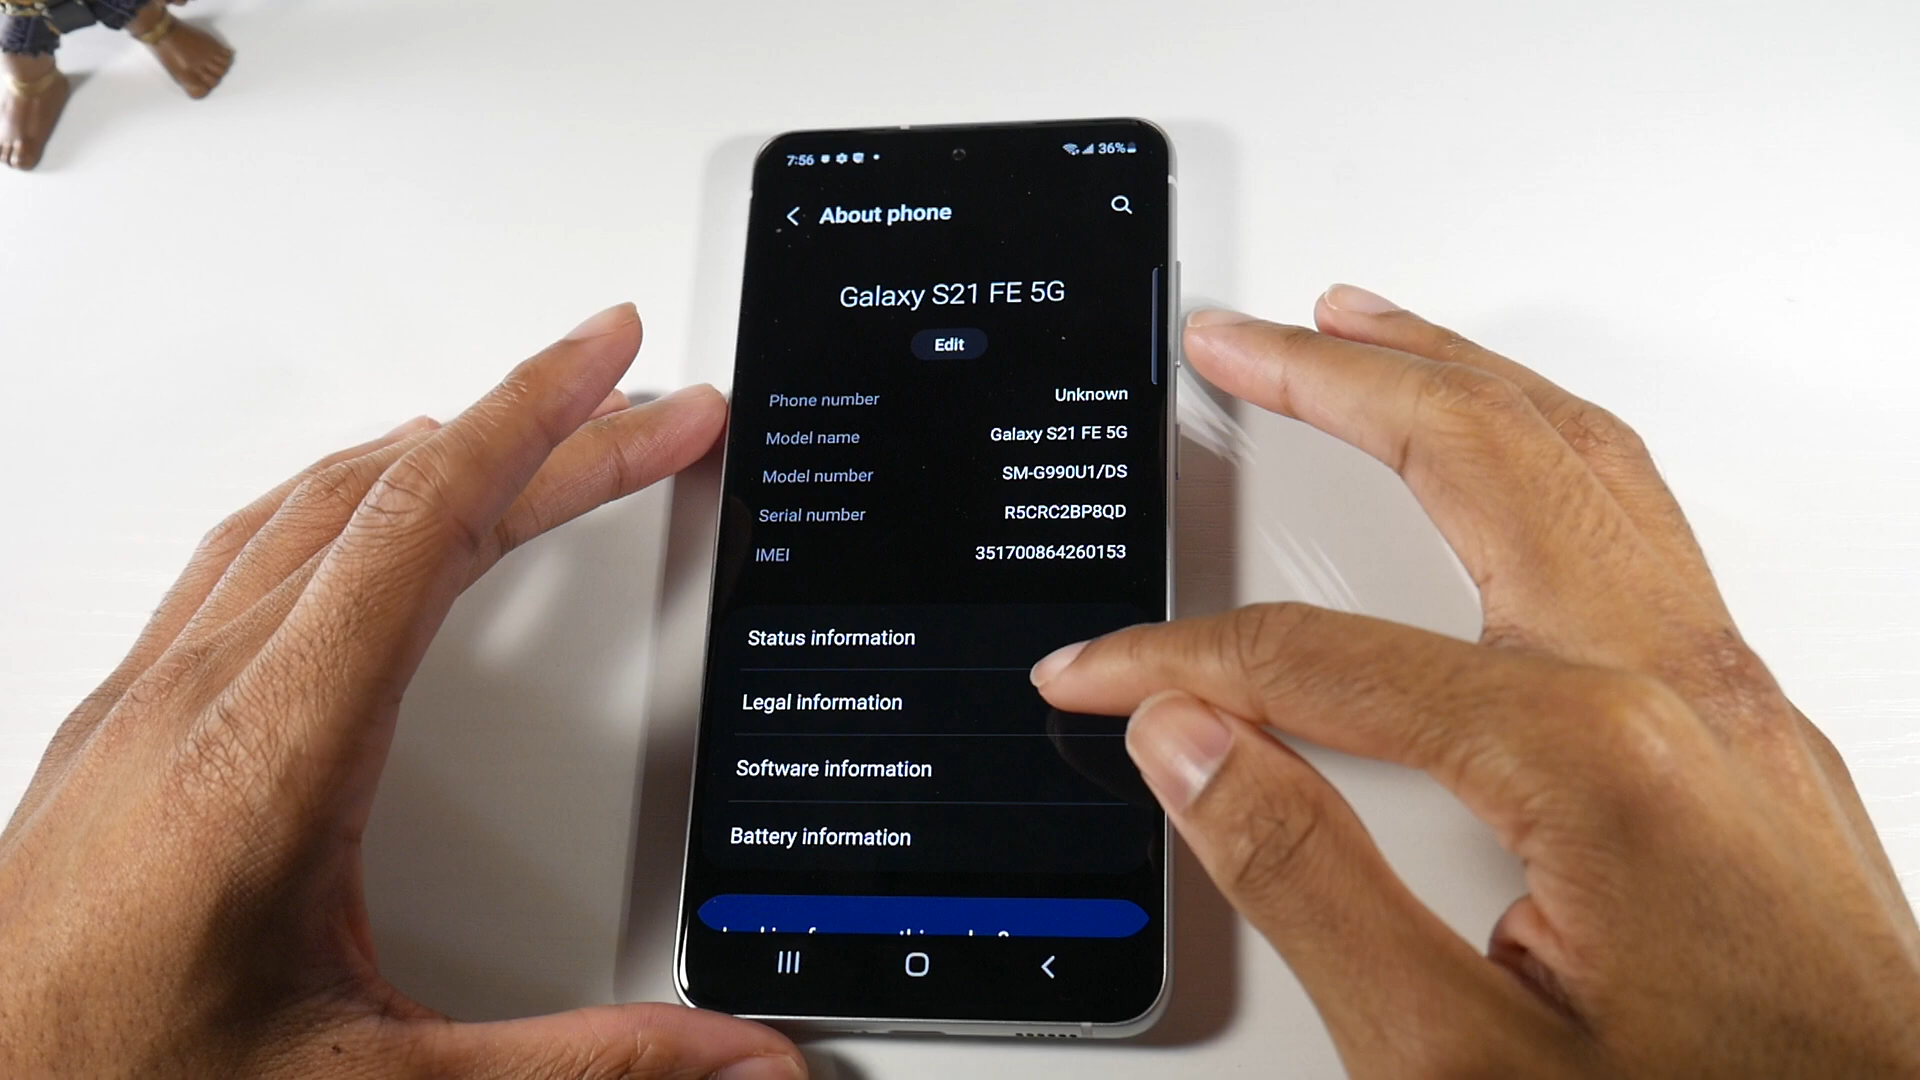 7:56
36%
About phone
Galaxy S21 FE 5G
Edit
Phone number Unknown
Model name Galaxy S21 FE 5G
Model number SM-G990U1/DS
Serial number R5CRC2BP8QD
IMEI 351700864260153
Status information
Legal information
Software information
Battery information